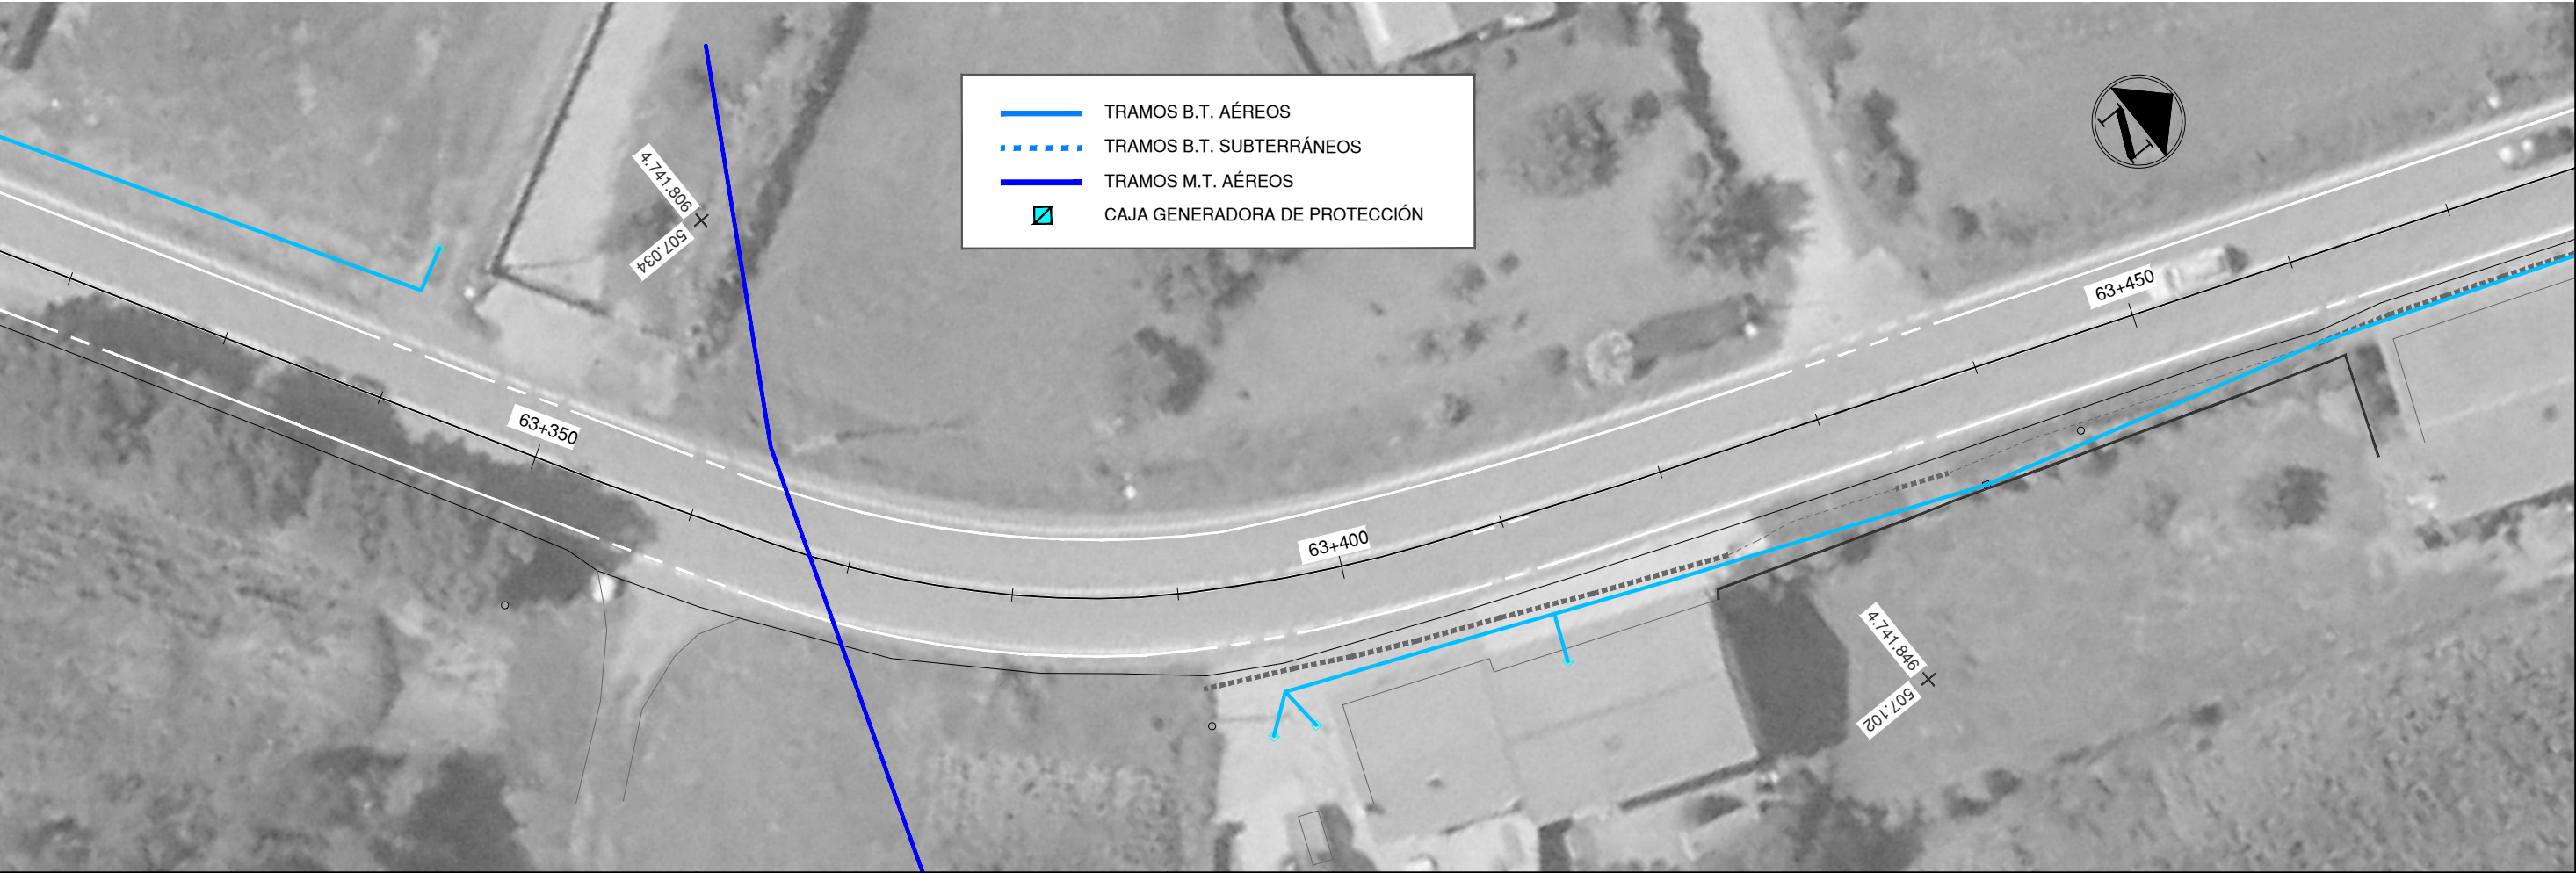 TRAMOS B.T. AÉREOS
TRAMOS B.T. SUBTERRÁNEOS
TRAMOS M.T. AÉREOS
CAJA GENERADORA DE PROTECCIÓN
4.741.806
507.034
N
63+450
63+350
63+400
4.741.846
507.102